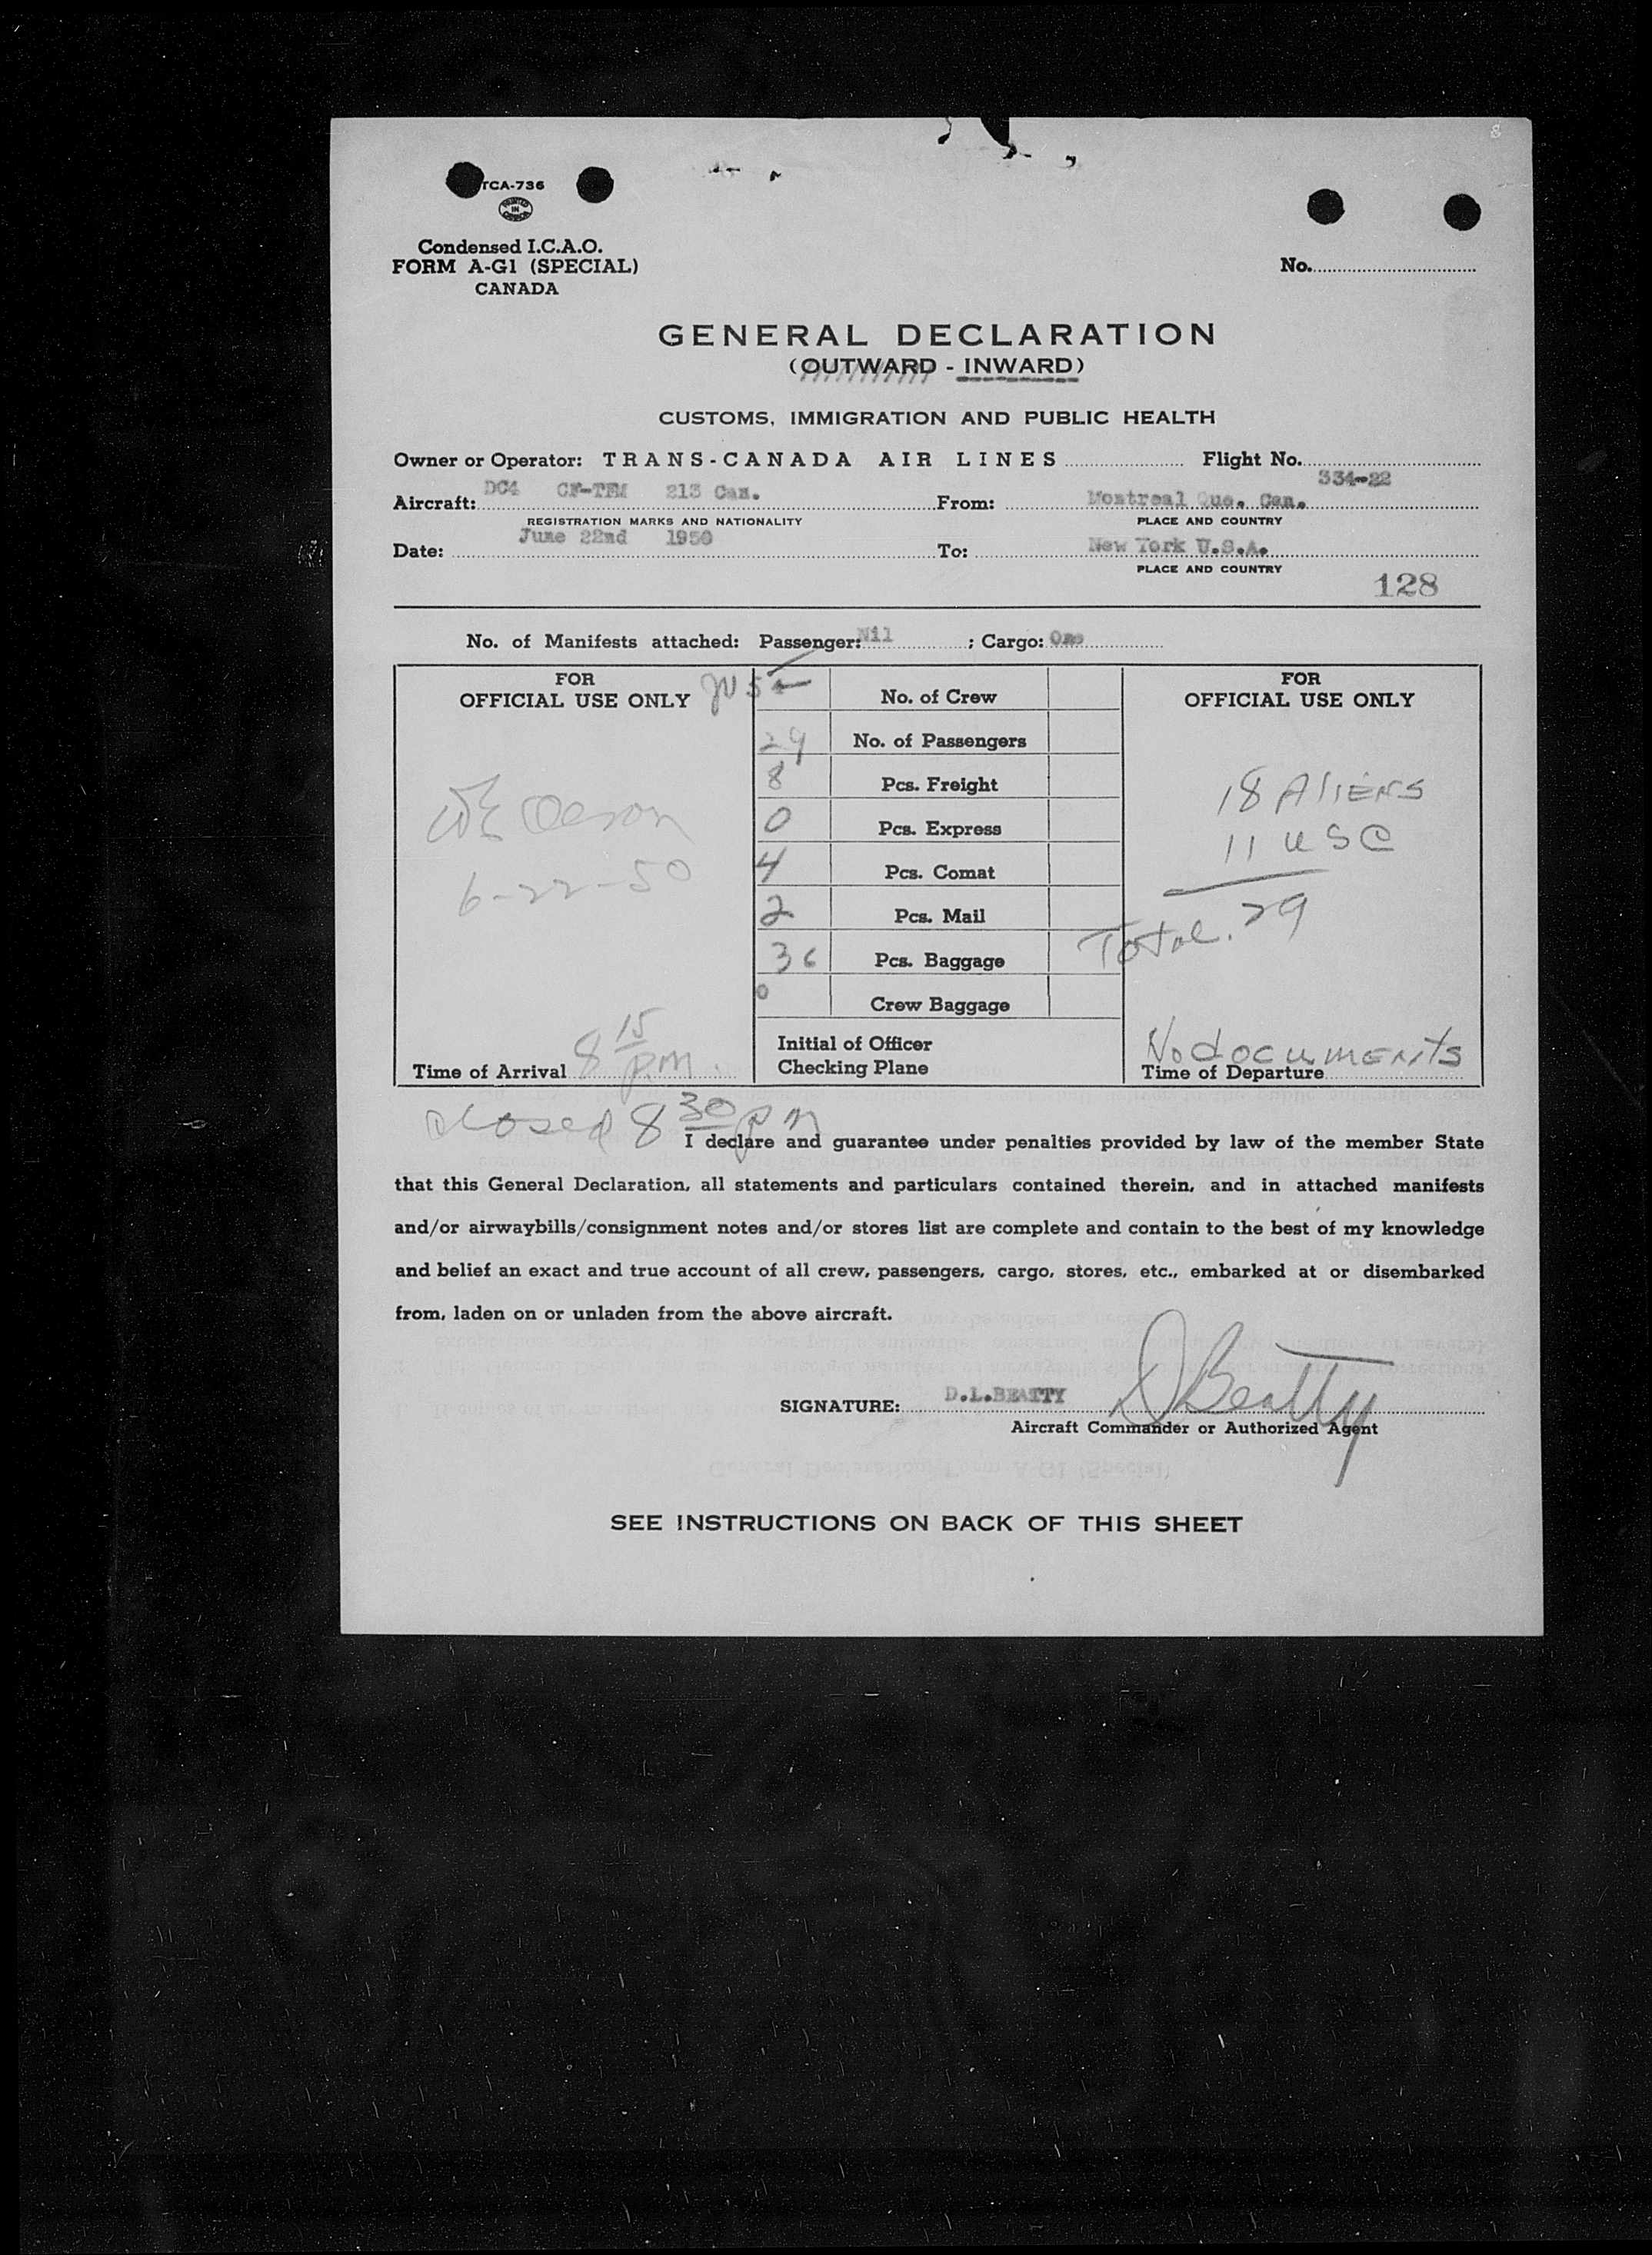 8
TCA-736
PRINTED IN CANADA
Condensed I.C.A.O.
FORM A-G1 (SPECIAL)
CANADA
No.
GENERAL DECLARATION
(OUTWARD - INWARD)
CUSTOMS, IMMIGRATION AND PUBLIC HEALTH
Owner or Operator: TRANS-CANADA AIR LINES Flight No. 334-22
Aircraft: DC4 CF-TEM 213 Can. From: Montreal Que. Can.
REGISTRATION MARKS AND NATIONALITY PLACE AND COUNTRY
Date: June 22nd 1950 To: New York U.S.A.
PLACE AND COUNTRY
128
No. of Manifests attached: Passenger: Nil ; Cargo: One
FOR
OFFICIAL USE ONLY
5 No. of Crew
29 No. of Passengers
8 Pcs. Freight
0 Pcs. Express
4 Pcs. Comat
2 Pcs. Mail
36 Pcs. Baggage
0 Crew Baggage
Initial of Officer
Checking Plane
6-22-50
Time of Arrival 8 15 pm.
FOR
OFFICIAL USE ONLY
18 Aliens
11 USC
Total. 29
No documents
Time of Departure
closed 8 30 pm
I declare and guarantee under penalties provided by law of the member State
that this General Declaration, all statements and particulars contained therein, and in attached manifests
and/or airwaybills/consignment notes and/or stores list are complete and contain to the best of my knowledge
and belief an exact and true account of all crew, passengers, cargo, stores, etc., embarked at or disembarked
from, laden on or unladen from the above aircraft.
SIGNATURE: D.L.BEATTY D Beatty
Aircraft Commander or Authorized Agent
SEE INSTRUCTIONS ON BACK OF THIS SHEET